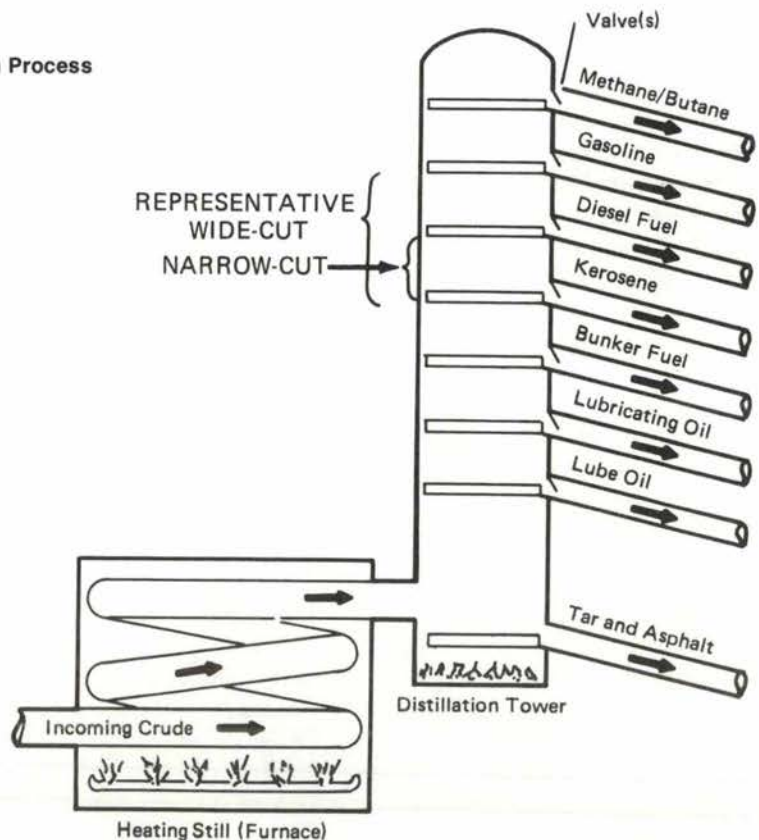 Process
Valve(s)
Methane/Butane
Gasoline
Diesel Fuel
Kerosene
Bunker Fuel
Lubricating Oil
Lube Oil
Tar and Asphalt
REPRESENTATIVE
WIDE-CUT
NARROW-CUT
Distillation Tower
Incoming Crude
Heating Still (Furnace)